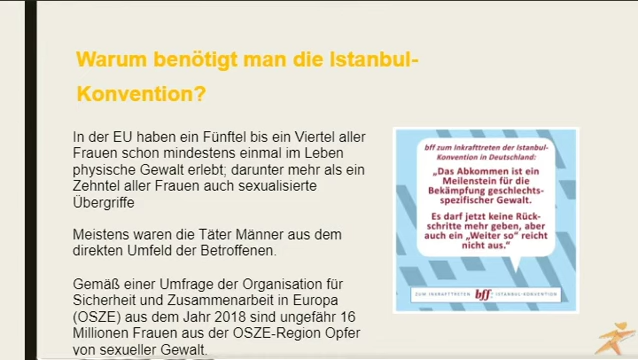 Warum benötigt man die Istanbul-
Konvention?
In der EU haben ein Fünftel bis ein Viertel aller
Frauen schon mindestens einmal im Leben
physische Gewalt erlebt; darunter mehr als ein
Zehntel aller Frauen auch sexualisierte
Übergriffe
Meistens waren die Täter Männer aus dem
direkten Umfeld der Betroffenen.
Gemäß einer Umfrage der Organisation für
Sicherheit und Zusammenarbeit in Europa
(OSZE) aus dem Jahr 2018 sind ungefähr 16
Millionen Frauen aus der OSZE-Region Opfer
von sexueller Gewalt.
bff zum Inkrafttreten der Istanbul-
Konvention in Deutschland:
„Das Abkommen ist ein
Meilenstein für die
Bekämpfung geschlechts-
spezifischer Gewalt.
Es darf jetzt keine Rück-
schritte mehr geben, aber
auch ein „Weiter so" reicht
nicht aus."
ZUM INKRAFTTRETEN bff: ISTANBUL-KONVENTION